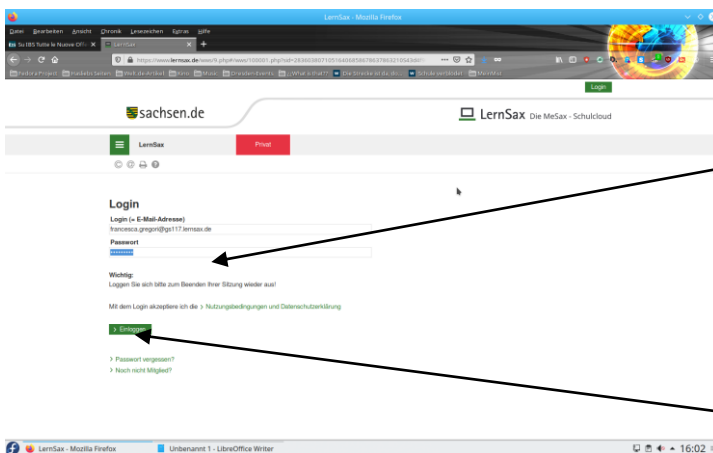 LernSax - Mozilla Firefox
Datei Bearbeiten Ansicht Chronik Lesezeichen Extras Hilfe
LernSax
Login
sachsen.de
LernSax Die MeSax - Schulcloud
LernSax Privat
Login
Login (= E-Mail-Adresse)
francesca.gregori@gs117.lernsax.de
Passwort
Wichtig:
Loggen Sie sich bitte zum Beenden Ihrer Sitzung wieder aus!
Mit dem Login akzeptiere ich die > Nutzungsbedingungen und Datenschutzerklärung
> Einloggen
> Passwort vergessen?
> Noch nicht Mitglied?
LernSax - Mozilla Firefox Unbenannt 1 - LibreOffice Writer 16:02